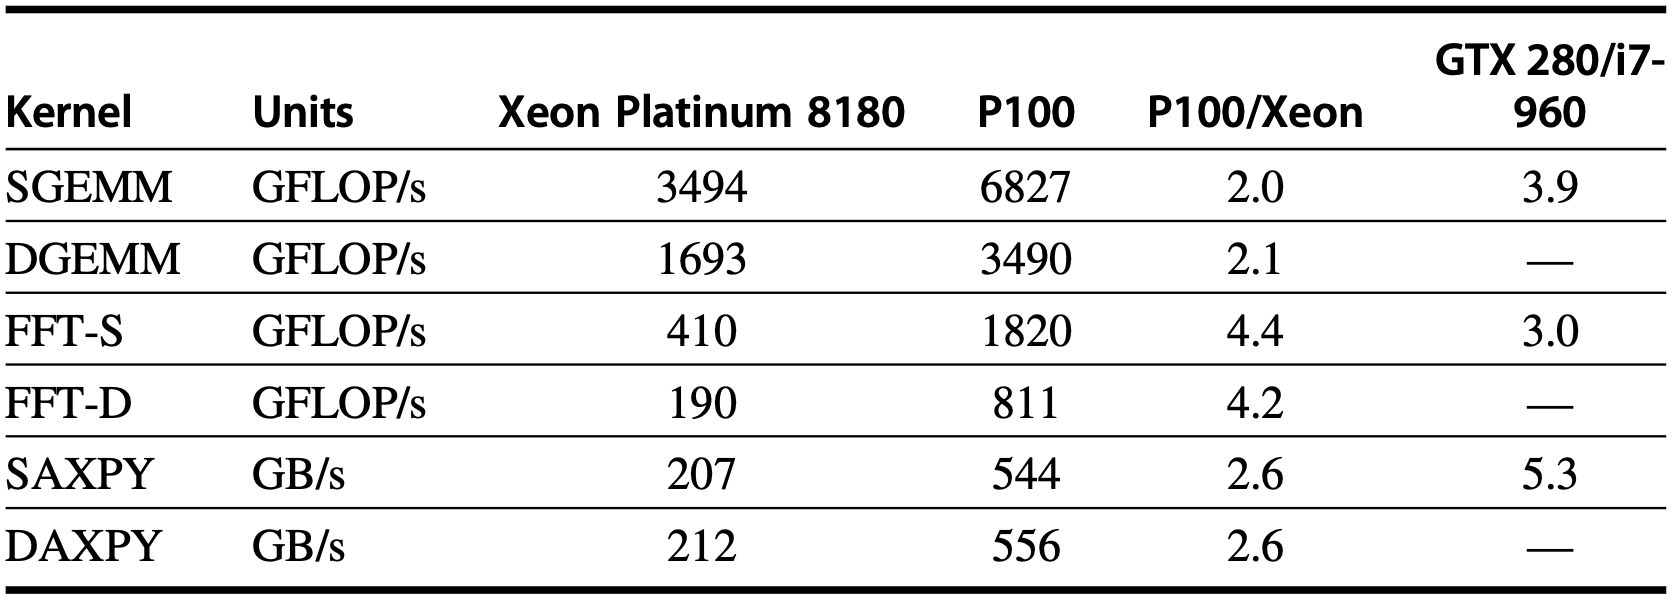 GTX 280/i7-
Kernel Units Xeon Platinum 8180 P100 P100/Xeon 960
SGEMM GFLOP/s 3494 6827 2.0 3.9
DGEMM GFLOP/s 1693 3490 2.1 —
FFT-S GFLOP/s 410 1820 4.4 3.0
FFT-D GFLOP/s 190 811 4.2 —
SAXPY GB/s 207 544 2.6 5.3
DAXPY GB/s 212 556 2.6 —